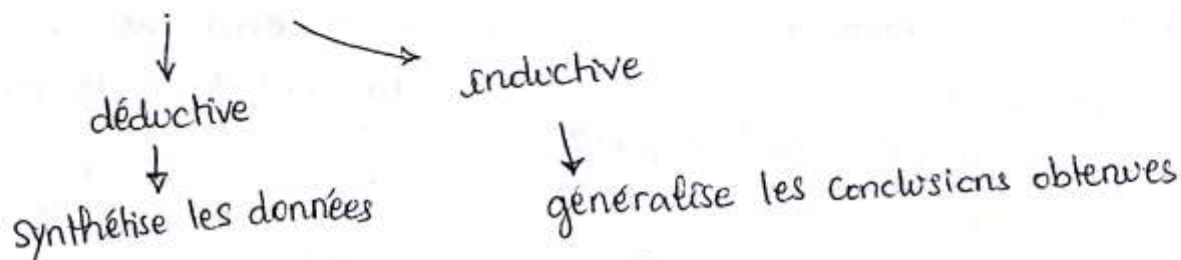 déductive
inductive
synthétise les données
généralise les conclusions obtenues